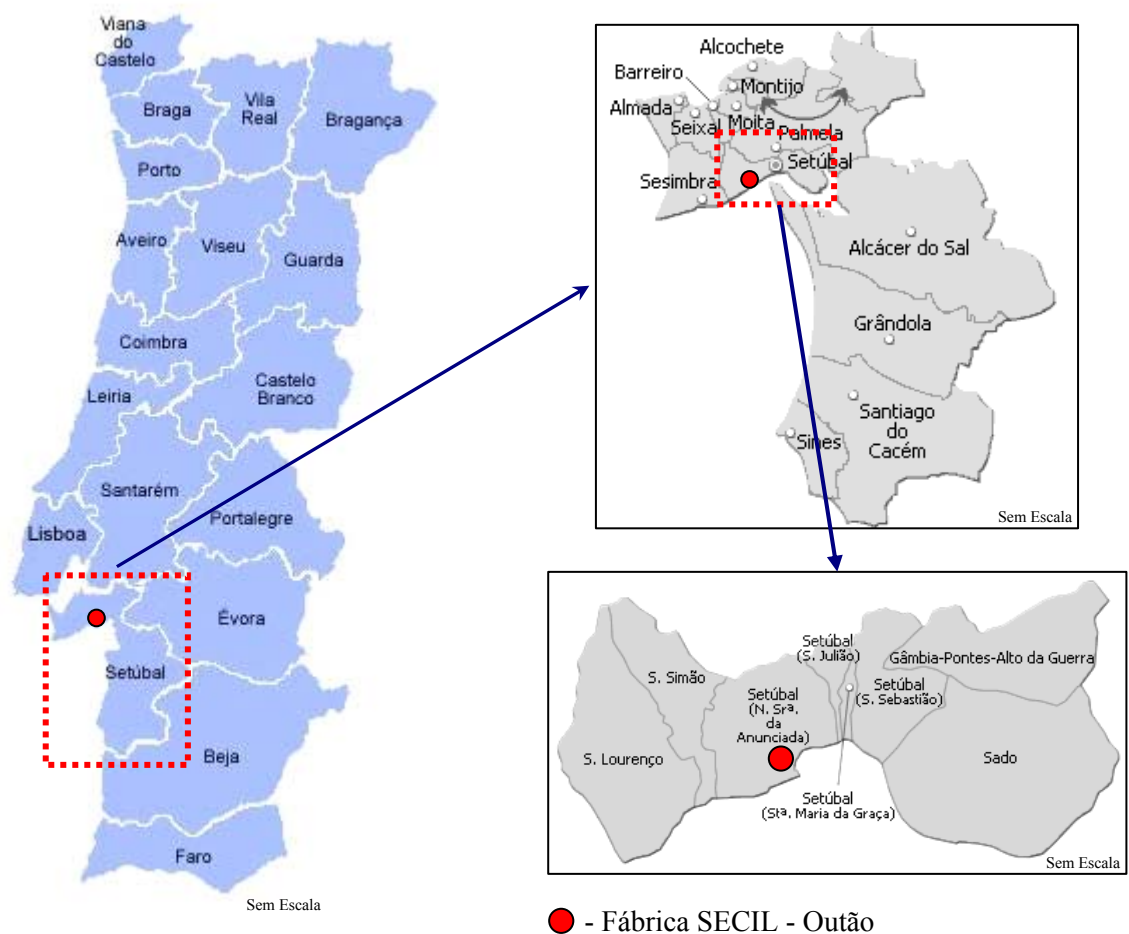 Viana
do
Castelo
Braga
Vila
Real
Bragança
Porto
Aveiro
Viseu
Guarda
Coimbra
Castelo
Branco
Leiria
Santarém
Portalegre
Lisboa
Évora
Setúbal
Beja
Faro
Sem Escala
Alcochete
Barreiro
Montijo
Almada
Seixal
Moita
Palmela
Setúbal
Sesimbra
Alcácer do Sal
Grândola
Santiago
do
Cacém
Sines
Sem Escala
Setúbal
(S. Julião)
Gâmbia-Pontes-Alto da Guerra
S. Simão
Setúbal
(N. Srª.
da
Anunciada)
Setúbal
(S. Sebastião)
S. Lourenço
Sado
Setúbal
(Stª. Maria da Graça)
Sem Escala
- Fábrica SECIL - Outão